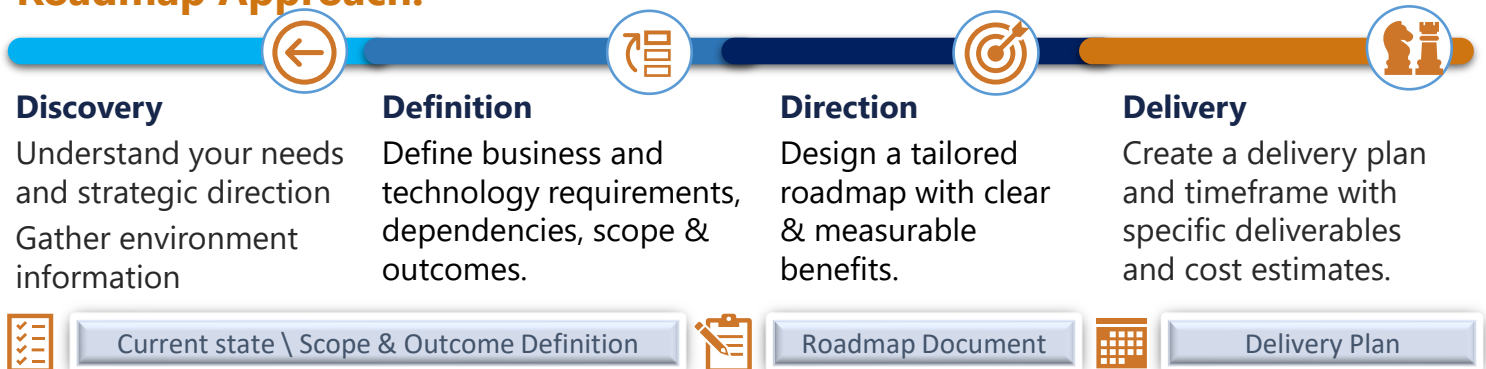 Roadmap Approach:
Discovery
Understand your needs
and strategic direction
Gather environment
information
Definition
Define business and
technology requirements,
dependencies, scope &
outcomes.
Direction
Design a tailored
roadmap with clear
& measurable
benefits.
Delivery
Create a delivery plan
and timeframe with
specific deliverables
and cost estimates.
Current state \ Scope & Outcome Definition
Roadmap Document
Delivery Plan